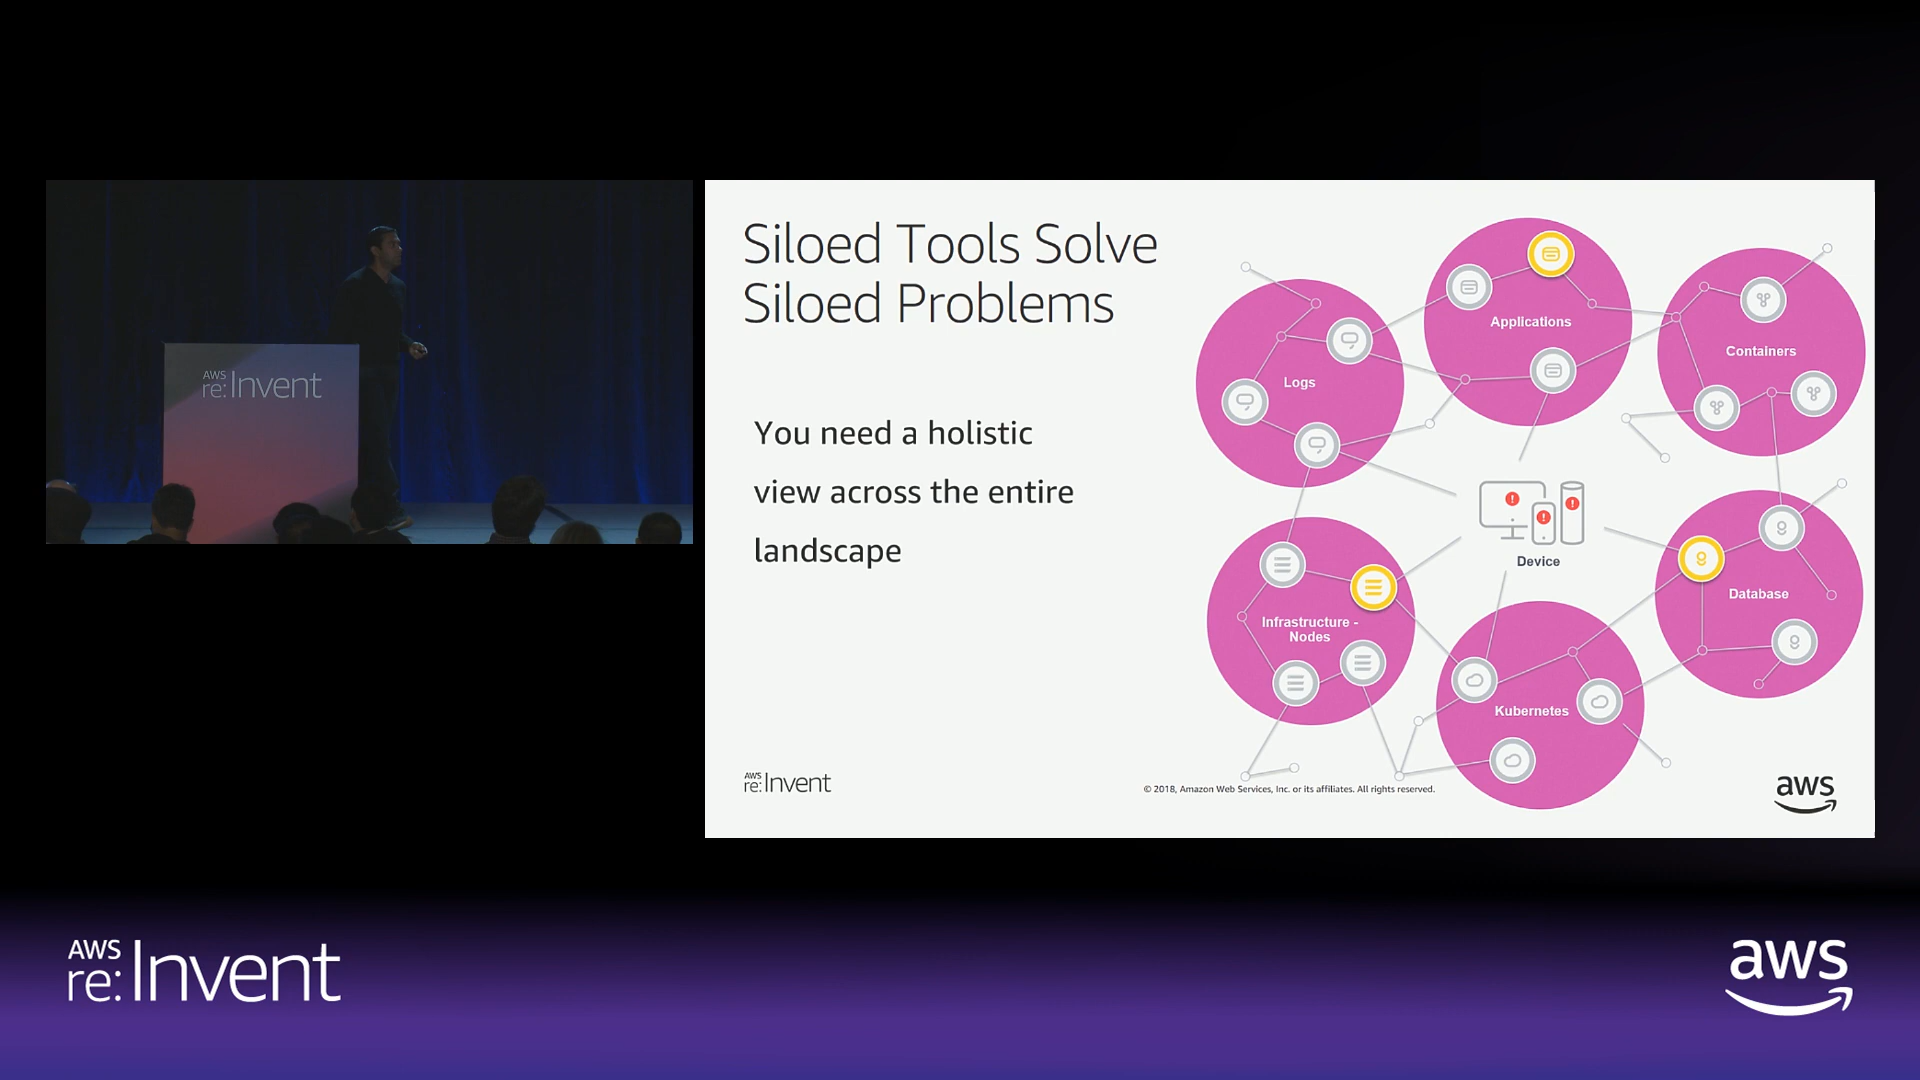 AWS
re:Invent
Siloed Tools Solve
Siloed Problems
You need a holistic
view across the entire
landscape
Logs
Applications
Containers
Device
Infrastructure -
Nodes
Kubernetes
Database
AWS
re:Invent
© 2018, Amazon Web Services, Inc. or its affiliates. All rights reserved.
aws
AWS
re:Invent
aws